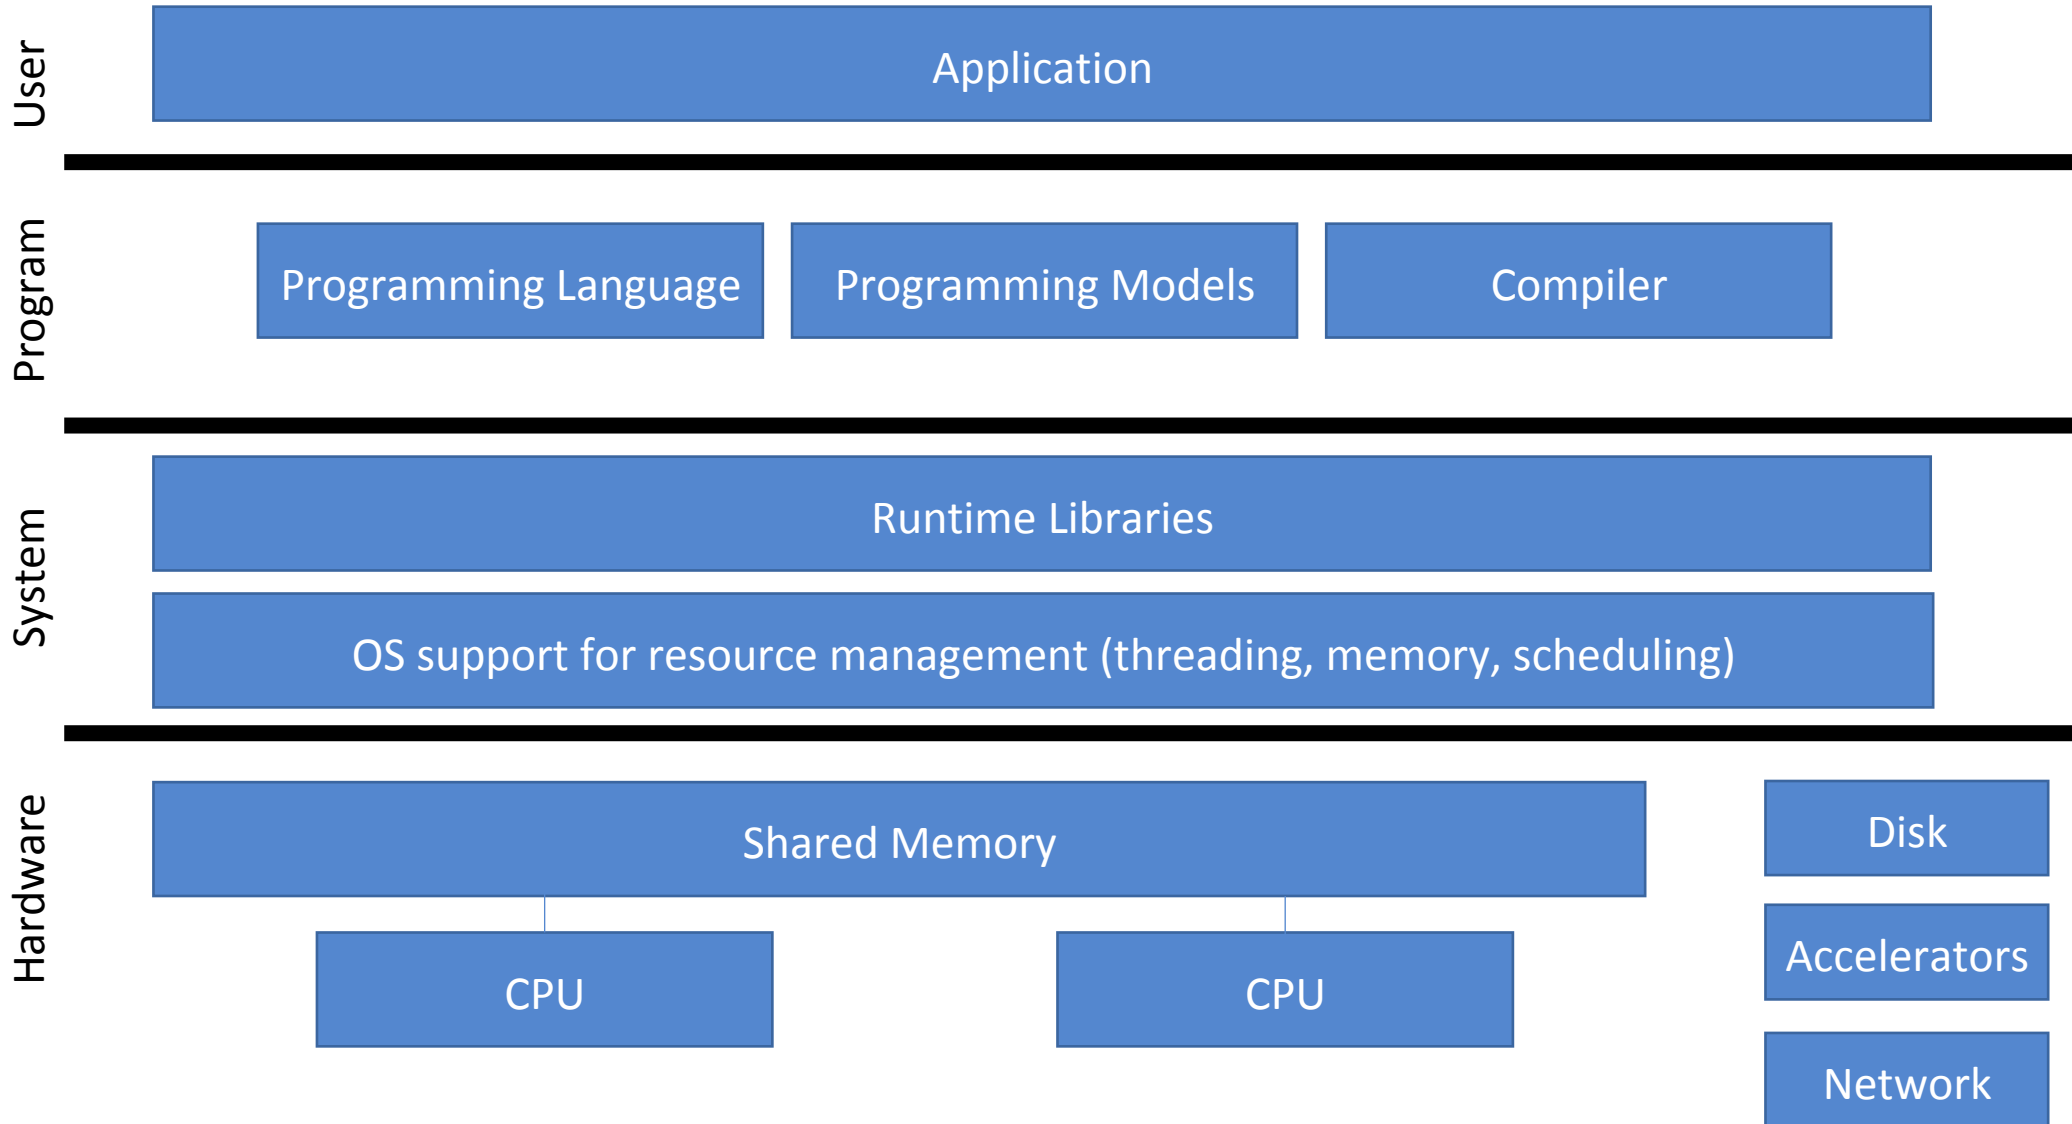 User
Application
Program
Programming Language
Programming Models
Compiler
System
Runtime Libraries
OS support for resource management (threading, memory, scheduling)
Hardware
Shared Memory
CPU
CPU
Disk
Accelerators
Network